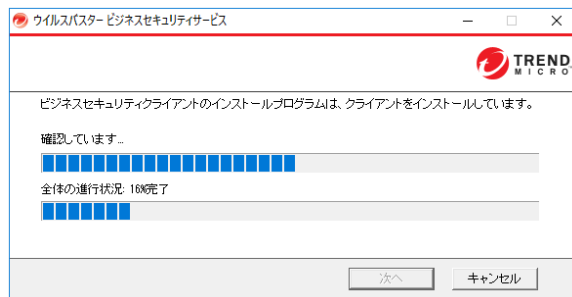 ウイルスバスター ビジネスセキュリティサービス
TREND
MICRO
ビジネスセキュリティクライアントのインストールプログラムは、クライアントをインストールしています。
確認しています...
全体の進行状況: 16%完了
次へ
キャンセル